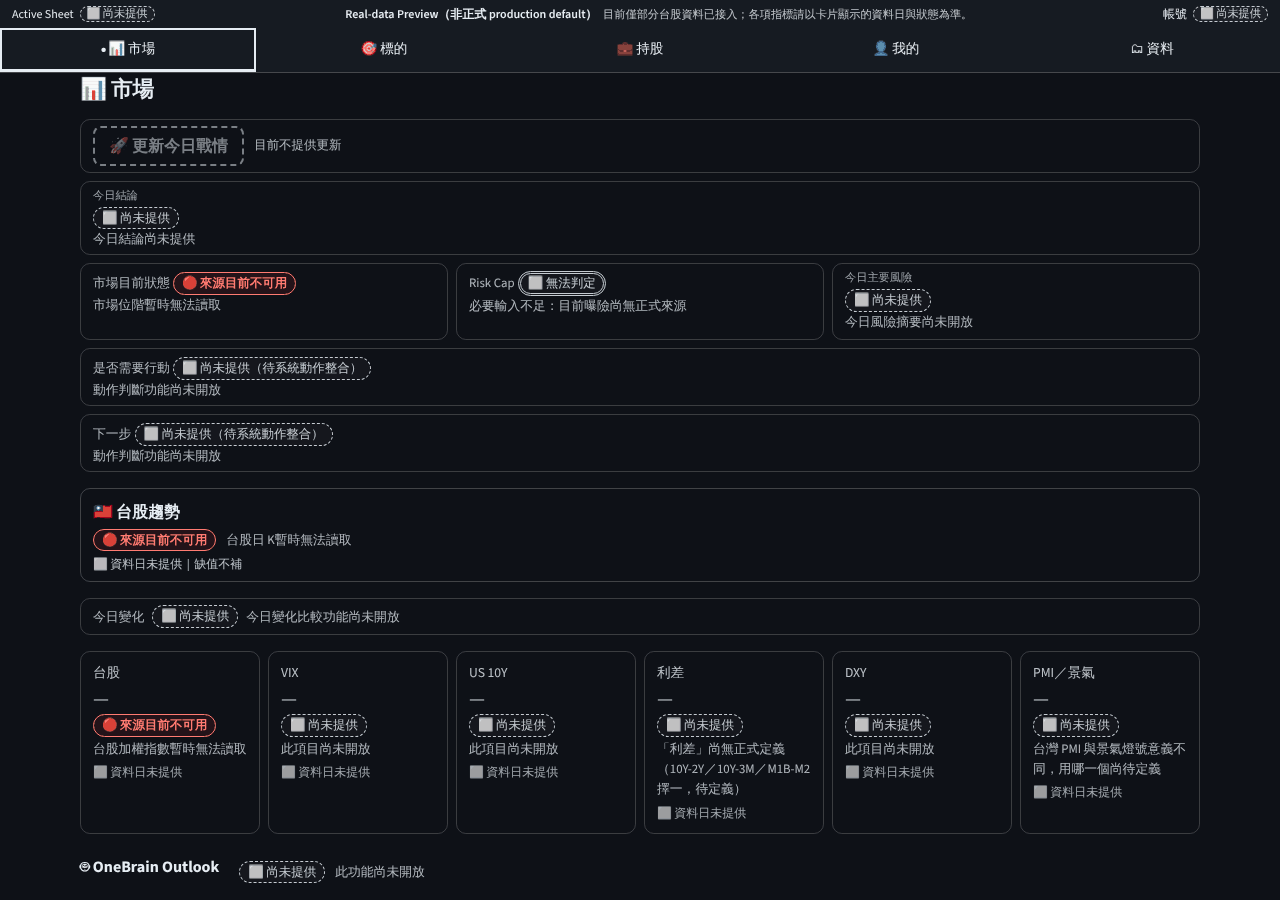 Active Sheet 尚未提供
Real-data Preview（非正式 production default） 目前僅部分台股資料已接入；各項指標請以卡片顯示的資料日與狀態為準。
帳號 尚未提供
• 📊 市場
🎯 標的
💼 持股
👤 我的
🗂 資料
📊 市場
🚀 更新今日戰情 目前不提供更新
今日結論
尚未提供
今日結論尚未提供
市場目前狀態 🔴 來源目前不可用
市場位階暫時無法讀取
Risk Cap 無法判定
必要輸入不足：目前曝險尚無正式來源
今日主要風險
尚未提供
今日風險摘要尚未開放
是否需要行動 尚未提供（待系統動作整合）
動作判斷功能尚未開放
下一步 尚未提供（待系統動作整合）
動作判斷功能尚未開放
🇹🇼 台股趨勢
🔴 來源目前不可用 台股日 K暫時無法讀取
資料日未提供｜缺值不補
今日變化 尚未提供 今日變化比較功能尚未開放
台股
—
🔴 來源目前不可用
台股加權指數暫時無法讀取
資料日未提供
VIX
—
尚未提供
此項目尚未開放
資料日未提供
US 10Y
—
尚未提供
此項目尚未開放
資料日未提供
利差
—
尚未提供
「利差」尚無正式定義
（10Y-2Y／10Y-3M／M1B-M2
擇一，待定義）
資料日未提供
DXY
—
尚未提供
此項目尚未開放
資料日未提供
PMI／景氣
—
尚未提供
台灣 PMI 與景氣燈號意義不
同，用哪一個尚待定義
資料日未提供
OneBrain Outlook 尚未提供 此功能尚未開放